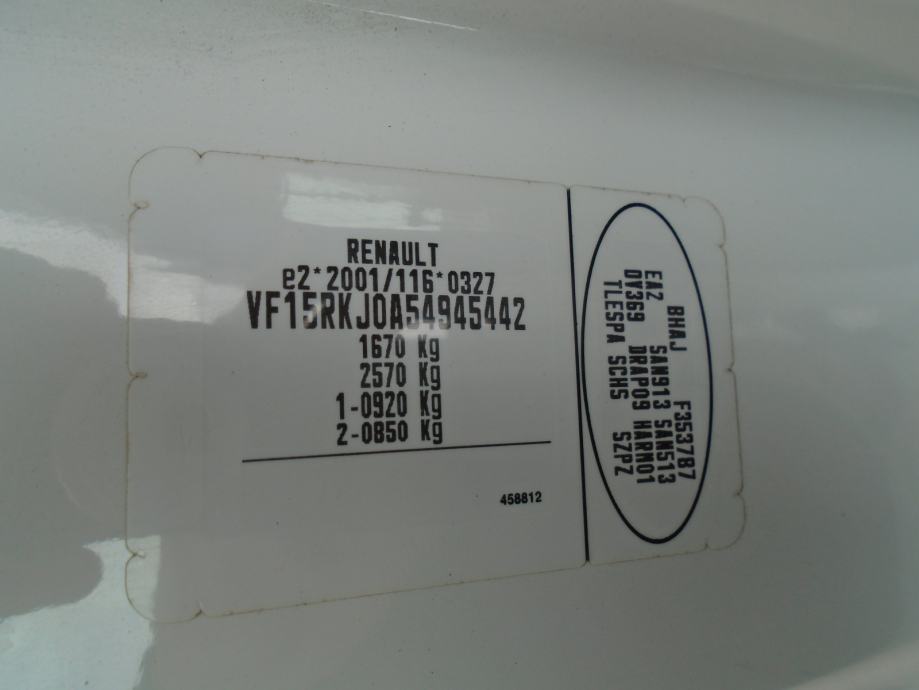 RENAULT
e2*2001/116*0327
VF15RKJ0A54945442
1670 Kg
2570 Kg
1-0920 Kg
2-0850 Kg
458812
BHAJ F353787
EA2 SAN913 SAN513
DV369 DRAP09 HARM01
TLESPA SCHS SZPZ